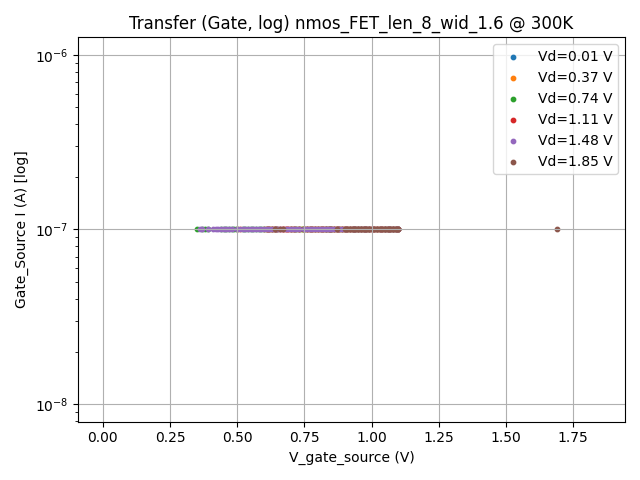 Transfer (Gate, log) nmos_FET_len_8_wid_1.6 @ 300K
Vd=0.01 V
Vd=0.37 V
Vd=0.74 V
Vd=1.11 V
Vd=1.48 V
Vd=1.85 V
10⁻⁶
10⁻⁷
10⁻⁸
Gate_Source I (A) [log]
0.00 0.25 0.50 0.75 1.00 1.25 1.50 1.75
V_gate_source (V)